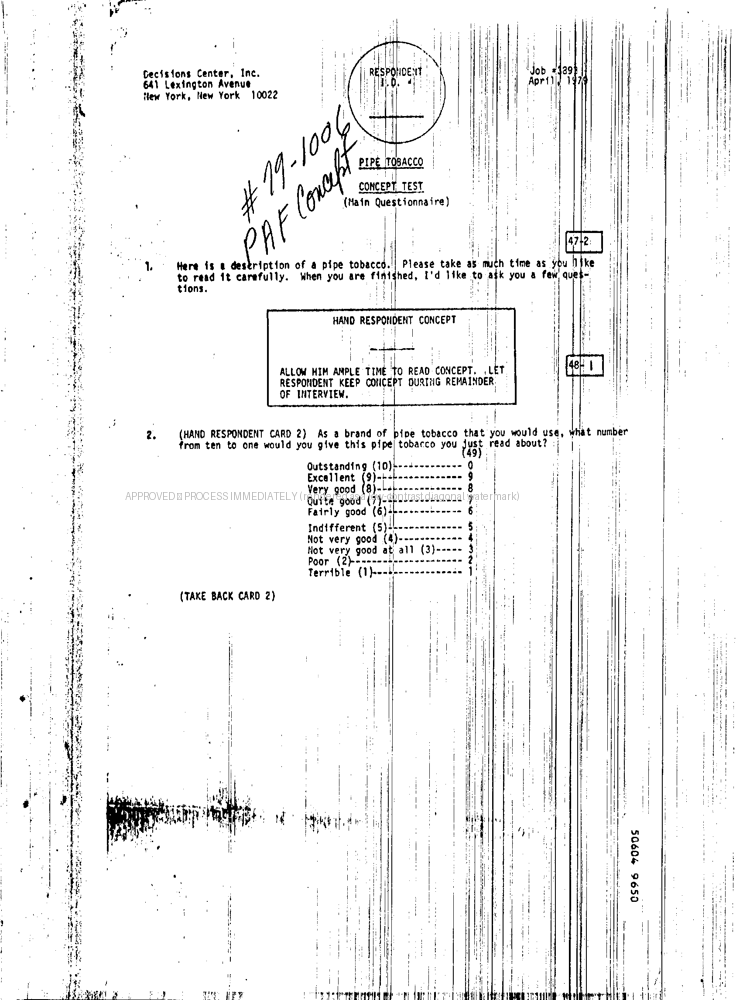 Decisions Center, Inc.
641 Lexington Avenue
New York, New York 10022
RESPONDENT
I.D. #
Job #1893
April, 1979
# 79-1006
PAF Concept
PIPE TOBACCO
CONCEPT TEST
(Main Questionnaire)
47-2
1. Here is a description of a pipe tobacco. Please take as much time as you like
to read it carefully. When you are finished, I'd like to ask you a few ques-
tions.
HAND RESPONDENT CONCEPT
ALLOW HIM AMPLE TIME TO READ CONCEPT. LET
RESPONDENT KEEP CONCEPT DURING REMAINDER
OF INTERVIEW.
48-1
2. (HAND RESPONDENT CARD 2) As a brand of pipe tobacco that you would use, what number
from ten to one would you give this pipe tobacco you just read about?
(49)
Outstanding (10)-------------- 0
Excellent (9)----------------- 9
Very good (8)----------------- 8
Quite good (7)---------------- 7
APPROVED PROCESS IMMEDIATELY diagonal watermark)
Fairly good (6)--------------- 6
Indifferent (5)--------------- 5
Not very good (4)------------- 4
Not very good at all (3)----- 3
Poor (2)---------------------- 2
Terrible (1)------------------ 1
(TAKE BACK CARD 2)
50604 9650